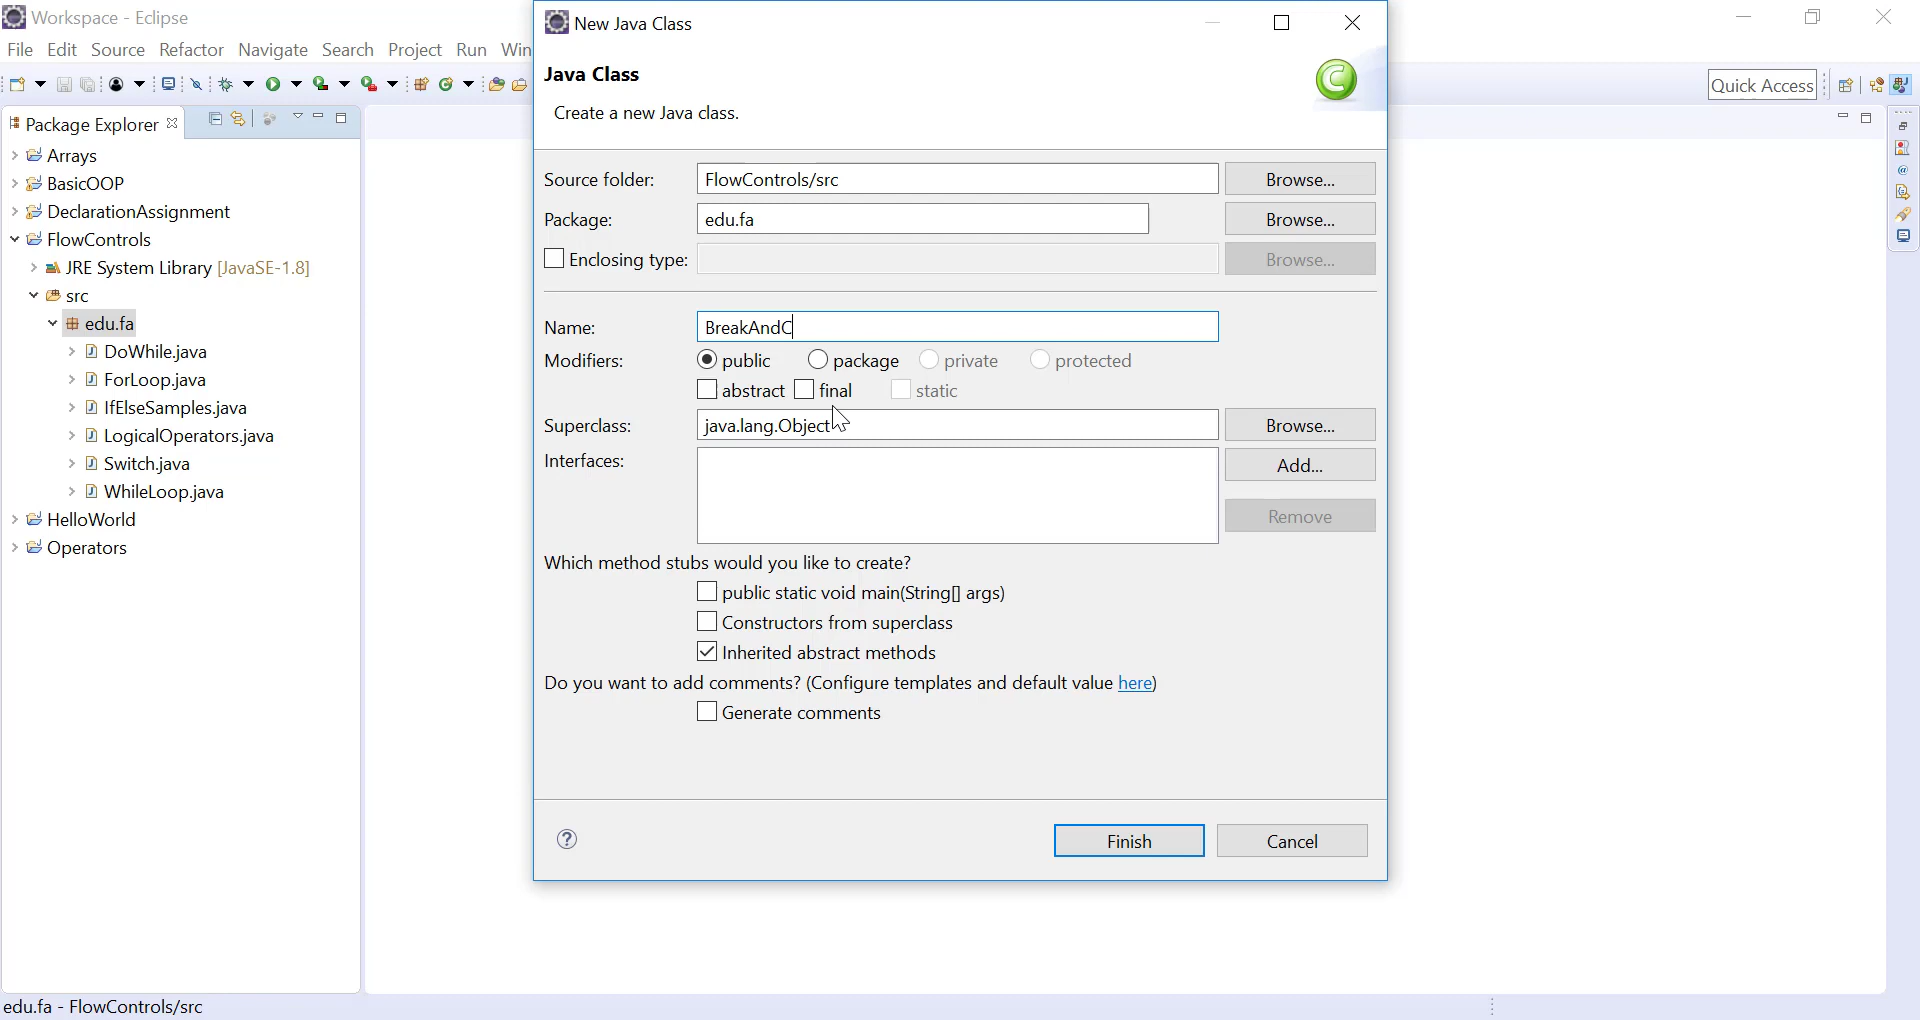 Workspace - Eclipse
File Edit Source Refactor Navigate Search Project Run Win
Quick Access
Package Explorer
Arrays
BasicOOP
DeclarationAssignment
FlowControls
JRE System Library [JavaSE-1.8]
src
edu.fa
DoWhile.java
ForLoop.java
IfElseSamples.java
LogicalOperators.java
Switch.java
WhileLoop.java
HelloWorld
Operators
New Java Class
Java Class
Create a new Java class.
Source folder: FlowControls/src Browse...
Package: edu.fa Browse...
Enclosing type: Browse...
Name: BreakAndC
Modifiers: public package private protected
abstract final static
Superclass: java.lang.Object Browse...
Interfaces: Add...
Remove
Which method stubs would you like to create?
public static void main(String[] args)
Constructors from superclass
Inherited abstract methods
Do you want to add comments? (Configure templates and default value here)
Generate comments
Finish Cancel
edu.fa - FlowControls/src